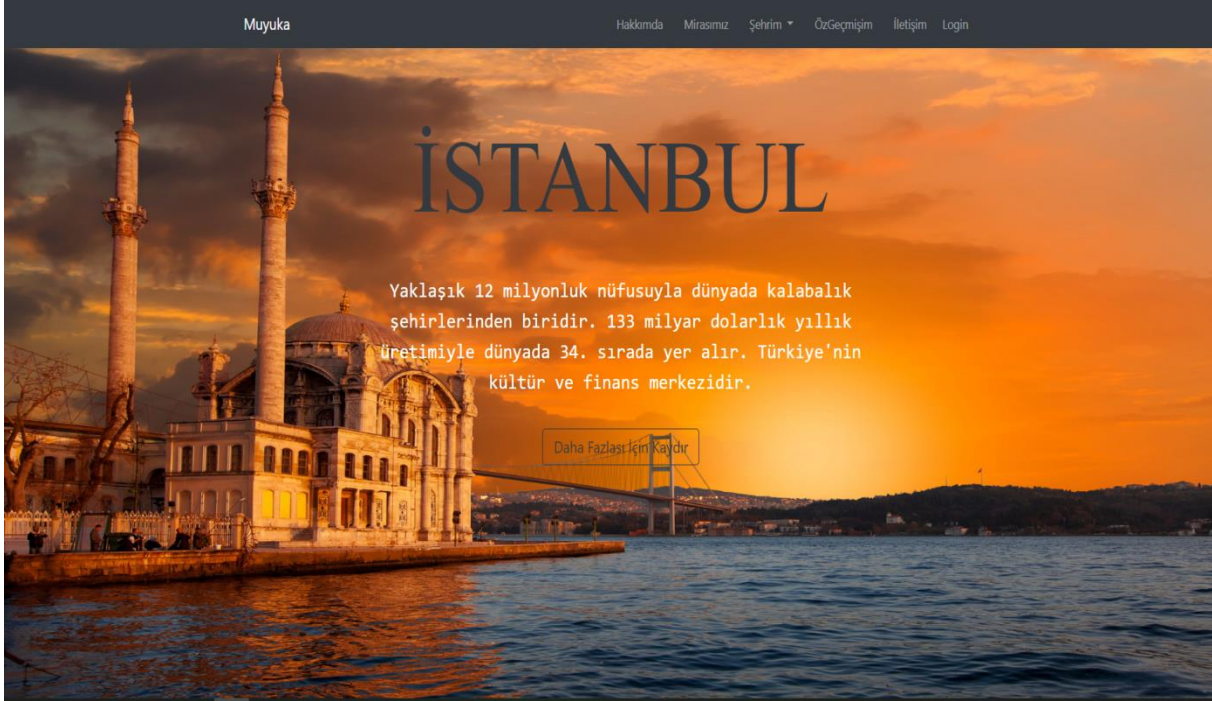 Muyuka
Hakkımda Mirasımız Şehrim ÖzGeçmişim İletişim Login
İSTANBUL
Yaklaşık 12 milyonluk nüfusuyla dünyada kalabalık
şehirlerinden biridir. 133 milyar dolarlık yıllık
üretimiyle dünyada 34. sırada yer alır. Türkiye'nin
kültür ve finans merkezidir.
Daha Fazlası İçin Kaydır